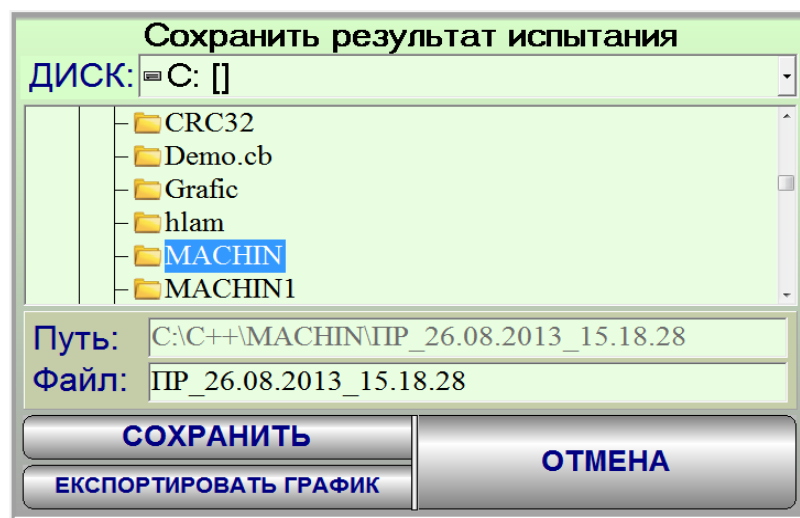 Сохранить результат испытания
ДИСК: C: []
CRC32
Demo.cb
Grafic
hlam
MACHIN
MACHIN1
Путь: C:\C++\MACHIN\ПР_26.08.2013_15.18.28
Файл: ПР_26.08.2013_15.18.28
СОХРАНИТЬ
ОТМЕНА
ЕКСПОРТИРОВАТЬ ГРАФИК